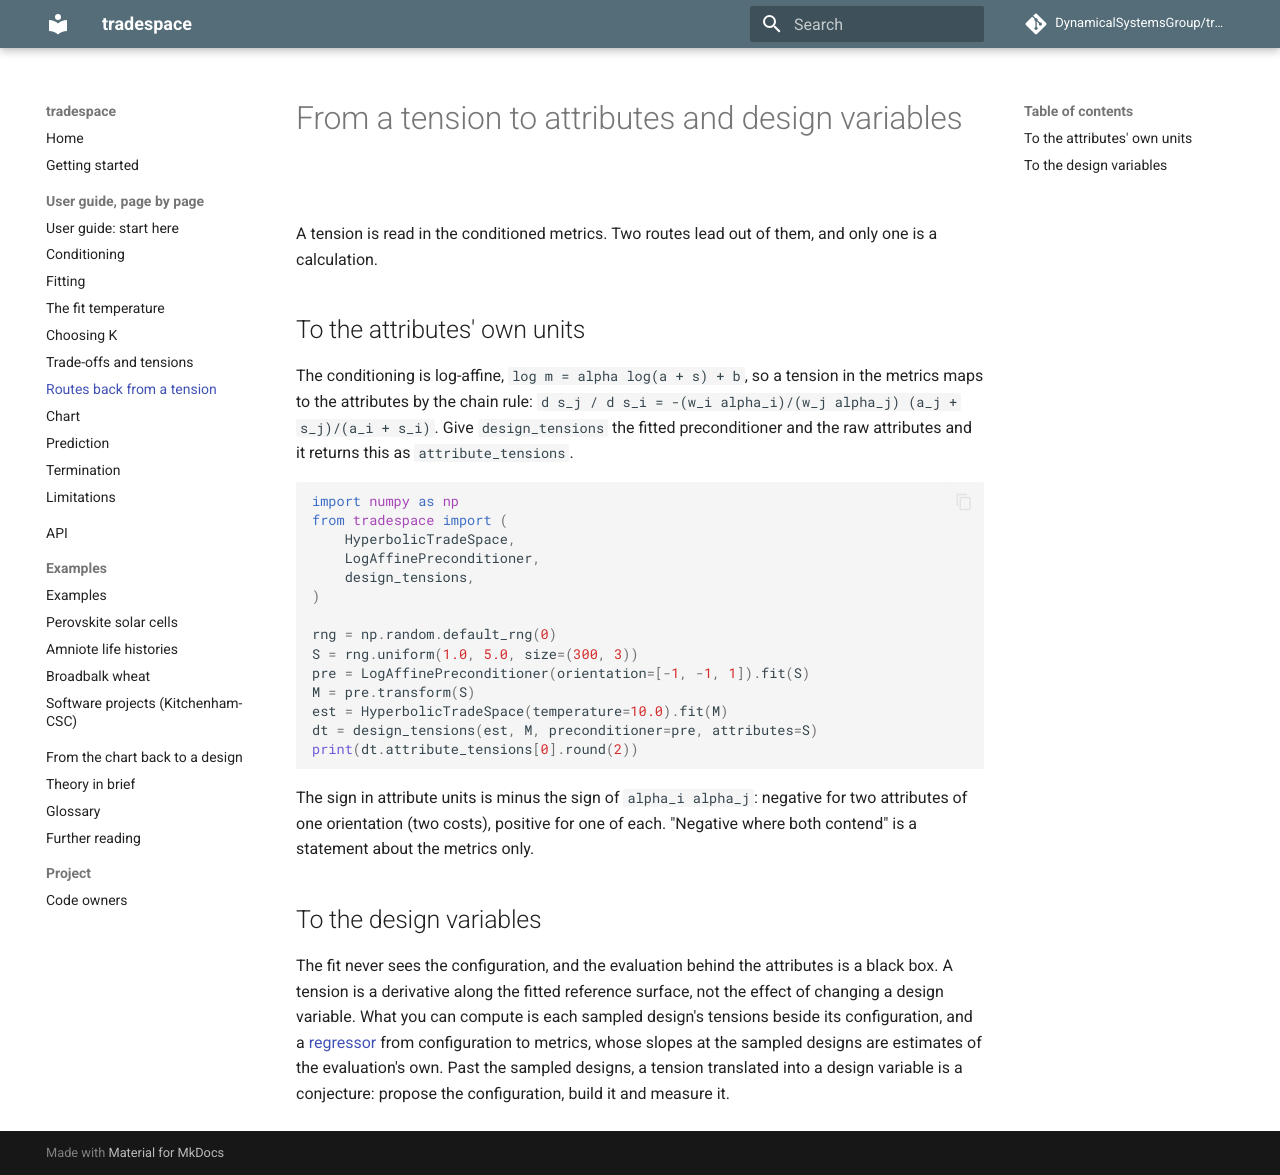 tradespace
Search
DynamicalSystemsGroup/tr...
tradespace
Home
Getting started
User guide, page by page
User guide: start here
Conditioning
Fitting
The fit temperature
Choosing K
Trade-offs and tensions
Routes back from a tension
Chart
Prediction
Termination
Limitations
API
Examples
Examples
Perovskite solar cells
Amniote life histories
Broadbalk wheat
Software projects (Kitchenham-
CSC)
From the chart back to a design
Theory in brief
Glossary
Further reading
Project
Code owners
From a tension to attributes and design variables
A tension is read in the conditioned metrics. Two routes lead out of them, and only one is a
calculation.
To the attributes' own units
The conditioning is log-affine, log m = alpha log(a + s) + b, so a tension in the metrics maps
to the attributes by the chain rule: d s_j / d s_i = -(w_i alpha_i)/(w_j alpha_j) (a_j +
s_j)/(a_i + s_i). Give design_tensions the fitted preconditioner and the raw attributes and
it returns this as attribute_tensions.
import numpy as np
from tradespace import (
    HyperbolicTradeSpace,
    LogAffinePreconditioner,
    design_tensions,
)
rng = np.random.default_rng(0)
S = rng.uniform(1.0, 5.0, size=(300, 3))
pre = LogAffinePreconditioner(orientation=[-1, -1, 1]).fit(S)
M = pre.transform(S)
est = HyperbolicTradeSpace(temperature=10.0).fit(M)
dt = design_tensions(est, M, preconditioner=pre, attributes=S)
print(dt.attribute_tensions[0].round(2))
The sign in attribute units is minus the sign of alpha_i alpha_j: negative for two attributes of
one orientation (two costs), positive for one of each. "Negative where both contend" is a
statement about the metrics only.
To the design variables
The fit never sees the configuration, and the evaluation behind the attributes is a black box. A
tension is a derivative along the fitted reference surface, not the effect of changing a design
variable. What you can compute is each sampled design's tensions beside its configuration, and
a regressor from configuration to metrics, whose slopes at the sampled designs are estimates of
the evaluation's own. Past the sampled designs, a tension translated into a design variable is a
conjecture: propose the configuration, build it and measure it.
Table of contents
To the attributes' own units
To the design variables
Made with Material for MkDocs